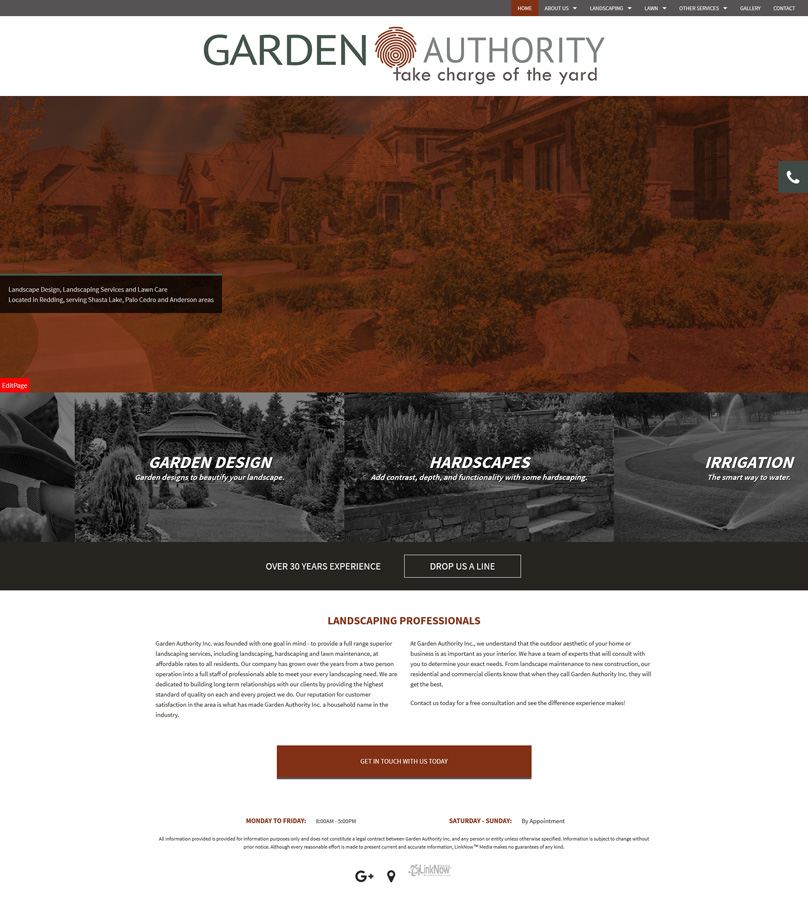 HOME ABOUT US LANDSCAPING LAWN OTHER SERVICES GALLERY CONTACT
GARDEN AUTHORITY
take charge of the yard
Landscape Design, Landscaping Services and Lawn Care
Located in Redding, serving Shasta Lake, Palo Cedro and Anderson areas
EditPage
GARDEN DESIGN
Garden designs to beautify your landscape.
HARDSCAPES
Add contrast, depth, and functionality with some hardscaping.
IRRIGATION
The smart way to water.
OVER 30 YEARS EXPERIENCE
DROP US A LINE
LANDSCAPING PROFESSIONALS
Garden Authority Inc. was founded with one goal in mind - to provide a full range superior
landscaping services, including landscaping, hardscaping and lawn maintenance, at
affordable rates to all residents. Our company has grown over the years from a two person
operation into a full staff of professionals able to meet your every landscaping need. We are
dedicated to building long term relationships with our clients by providing the highest
standard of quality on each and every project we do. Our reputation for customer
satisfaction in the area is what has made Garden Authority Inc. a household name in the
industry.
At Garden Authority Inc., we understand that the outdoor aesthetic of your home or
business is as important as your interior. We have a team of experts that will consult with
you to determine your exact needs. From landscape maintenance to new construction, our
residential and commercial clients know that when they call Garden Authority Inc. they will
get the best.
Contact us today for a free consultation and see the difference experience makes!
GET IN TOUCH WITH US TODAY
MONDAY TO FRIDAY: 8:00AM - 5:00PM
SATURDAY - SUNDAY: By Appointment
All information provided is provided for information purposes only and does not constitute a legal contract between Garden Authority Inc. and any person or entity unless otherwise specified. Information is subject to change without
prior notice. Although every reasonable effort is made to present current and accurate information, LinkNow™ Media makes no guarantees of any kind.
G+
LinkNow